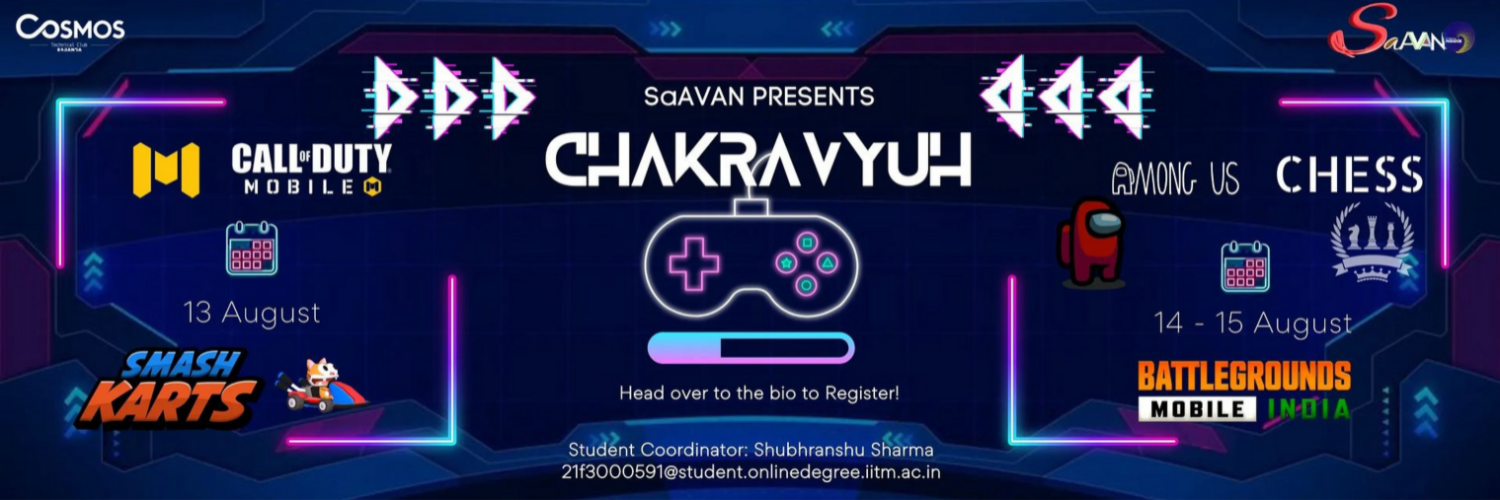 COSMOS
Technical Club
SaAVAN
SaAVAN PRESENTS
CHAKRAVYUH
CALL OF DUTY
MOBILE
13 August
SMASH
KARTS
Head over to the bio to Register!
Student Coordinator: Shubhranshu Sharma
21f3000591@student.onlinedegree.iitm.ac.in
AMONG US
CHESS
14 - 15 August
BATTLEGROUNDS
MOBILE INDIA